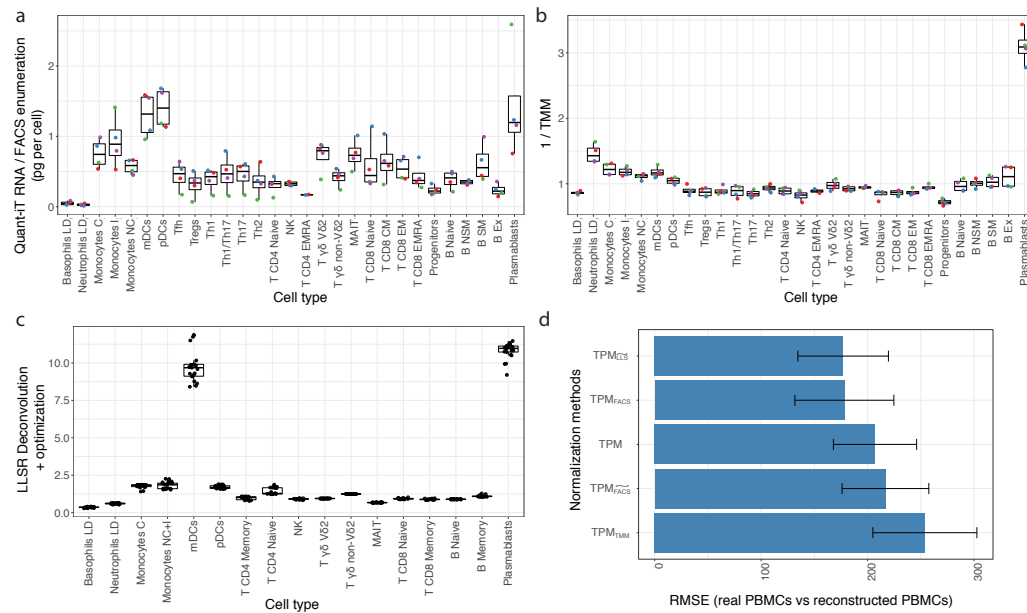 a
Quant-iT RNA / FACS enumeration
(pg per cell)
2
1
0
Basophils LD
Neutrophils LD
Monocytes C
Monocytes I
Monocytes NC
mDCs
pDCs
Tfh
Tregs
Th1
Th1/Th17
Th17
Th2
T CD4 Naive
T CD4 EMRA
NK
T γδ Vδ2
T γδ non-Vδ2
MAIT
T CD8 Naive
T CD8 CM
T CD8 EM
T CD8 EMRA
Progenitors
B Naive
B NSM
B SM
B Ex
Plasmablasts
Cell type
b
1 / TMM
3
2
1
Basophils LD
Neutrophils LD
Monocytes C
Monocytes I
Monocytes NC
mDCs
pDCs
Tfh
Tregs
Th1
Th1/Th17
Th17
Th2
T CD4 Naive
T CD4 EMRA
T γδ Vδ2
T γδ non-Vδ2
NK
MAIT
T CD8 Naive
T CD8 CM
T CD8 EM
T CD8 EMRA
Progenitors
B Naive
B NSM
B SM
B Ex
Plasmablasts
Cell type
c
LLSR Deconvolution
+ optimization
10.0
7.5
5.0
2.5
0.0
Basophils LD
Neutrophils LD
Monocytes C
Monocytes NC+I
mDCs
pDCs
T CD4 Memory
T CD4 Naive
NK
T γδ Vδ2
T γδ non-Vδ2
MAIT
T CD8 Naive
T CD8 Memory
B Naive
B Memory
Plasmablasts
Cell type
d
Normalization methods
TPM
TPM FACS
TPM
TPM FACS
TPM TMM
0
100
200
300
RMSE (real PBMCs vs reconstructed PBMCs)